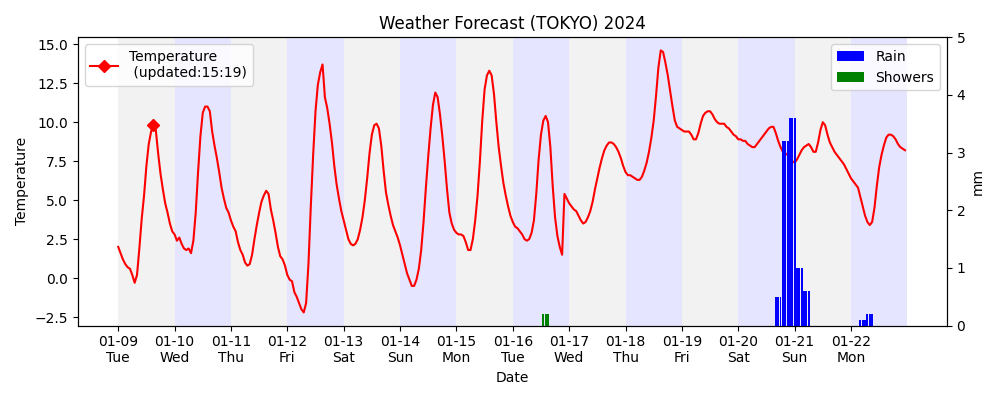 Weather Forecast (TOKYO) 2024
Temperature
(updated:15:19)
Rain
Showers
15.0
12.5
10.0
7.5
5.0
2.5
0.0
−2.5
Temperature
5
4
3
2
1
0
mm
01-09 01-10 01-11 01-12 01-13 01-14 01-15 01-16 01-17 01-18 01-19 01-20 01-21 01-22
Tue Wed Thu Fri Sat Sun Mon Tue Wed Thu Fri Sat Sun Mon
Date